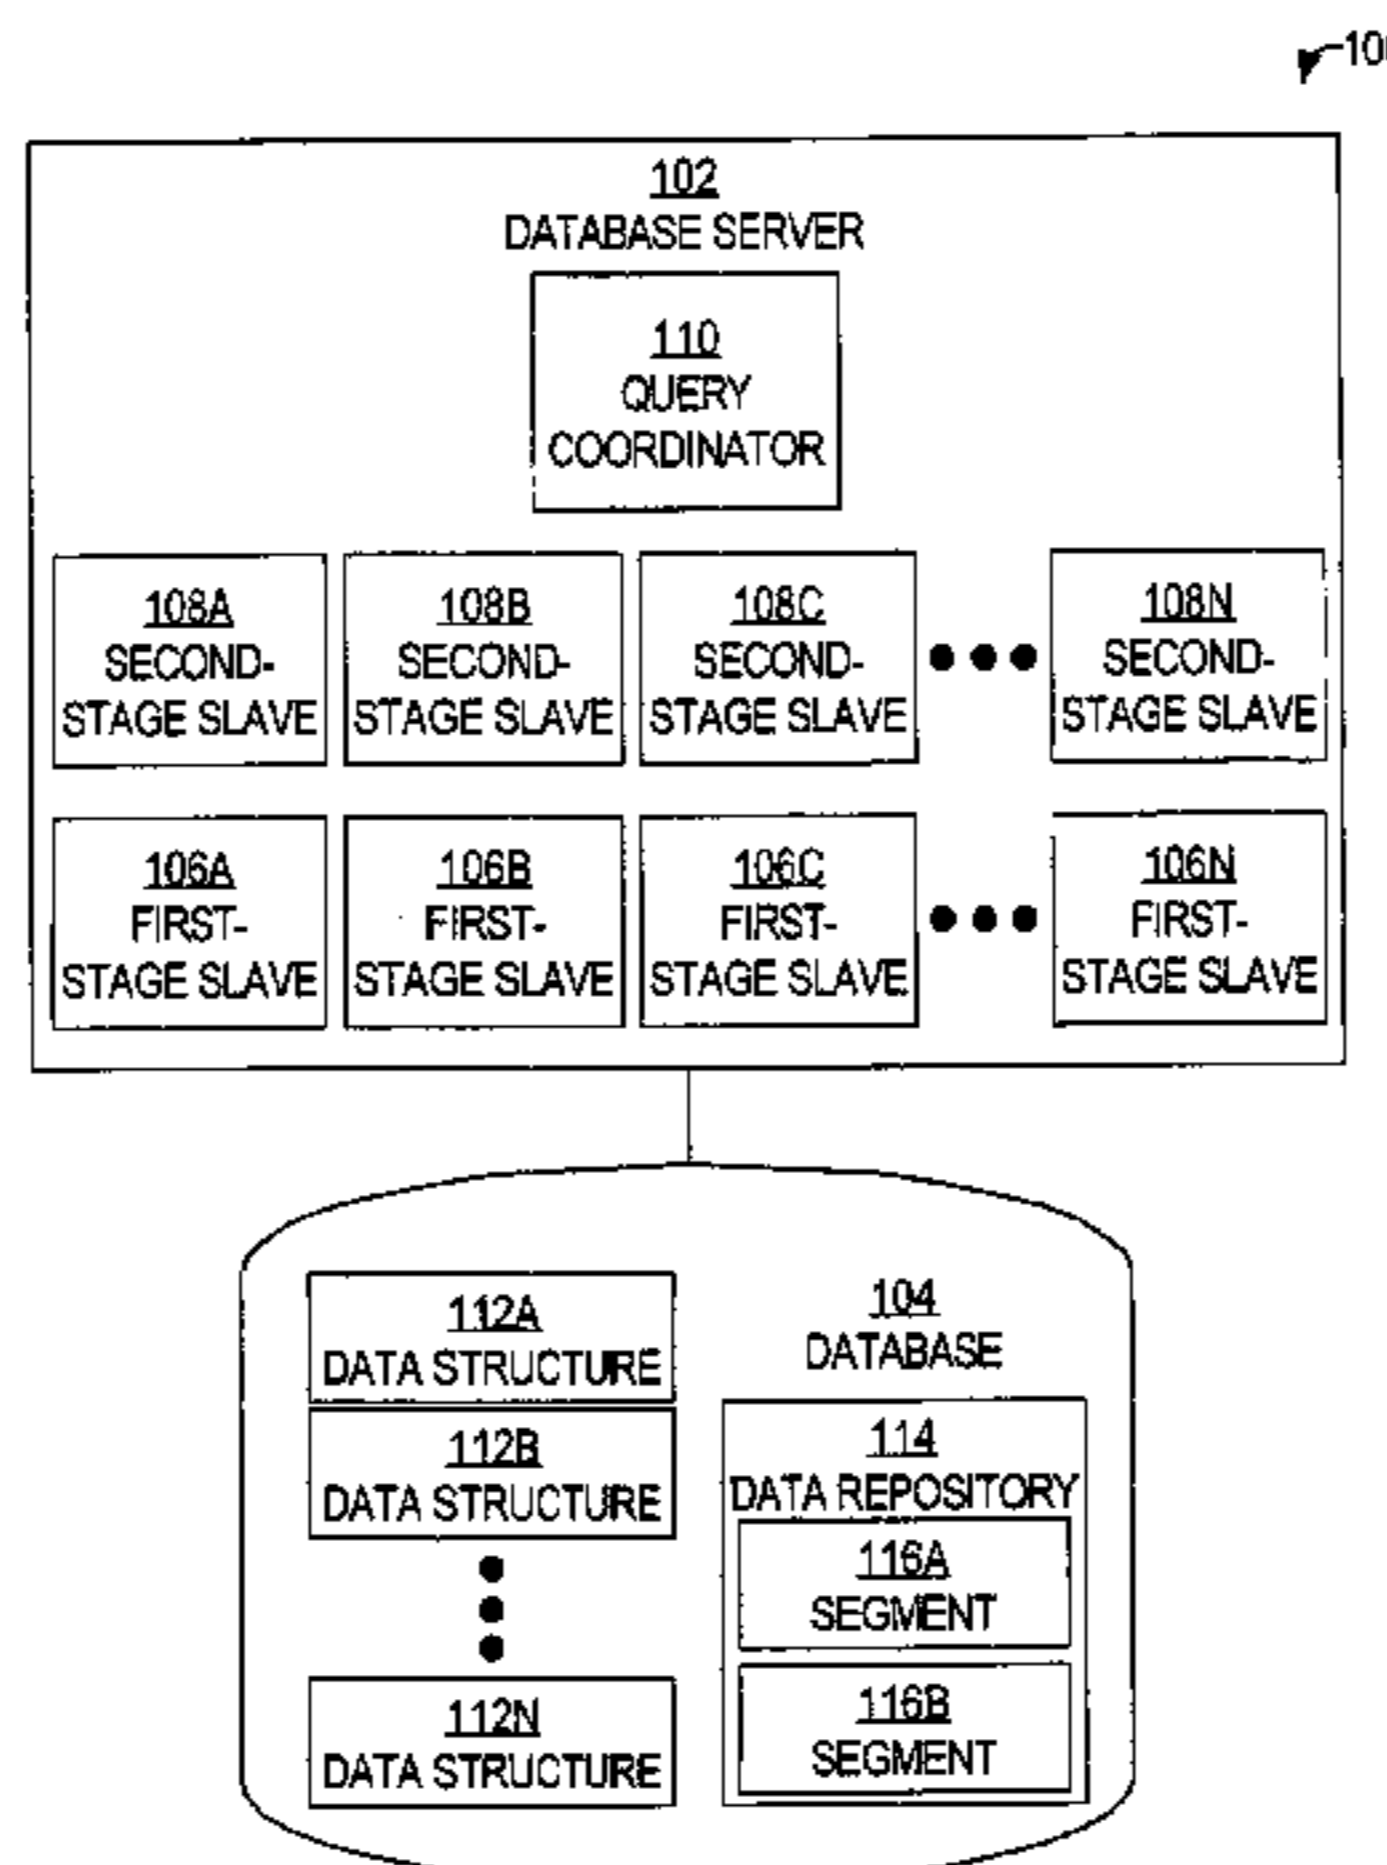 100
102
DATABASE SERVER
110
QUERY
COORDINATOR
108A
SECOND-
STAGE SLAVE
108B
SECOND-
STAGE SLAVE
108C
SECOND-
STAGE SLAVE
108N
SECOND-
STAGE SLAVE
106A
FIRST-
STAGE SLAVE
106B
FIRST-
STAGE SLAVE
106C
FIRST-
STAGE SLAVE
106N
FIRST-
STAGE SLAVE
112A
DATA STRUCTURE
112B
DATA STRUCTURE
112N
DATA STRUCTURE
104
DATABASE
114
DATA REPOSITORY
116A
SEGMENT
116B
SEGMENT